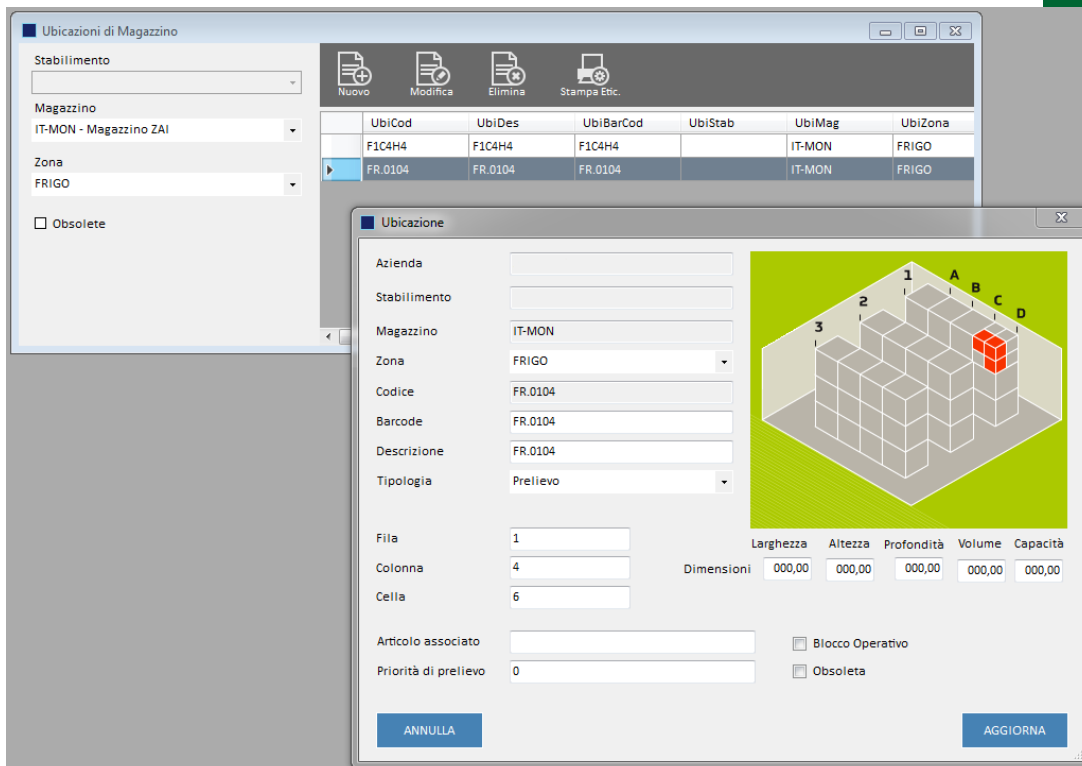 Ubicazioni di Magazzino
Stabilimento
Magazzino
IT-MON - Magazzino ZAI
Zona
FRIGO
Obsolete
Nuovo Modifica Elimina Stampa Etic.
UbiCod UbiDes UbiBarCod UbiStab UbiMag UbiZona
F1C4H4 F1C4H4 F1C4H4 IT-MON FRIGO
FR.0104 FR.0104 FR.0104 IT-MON FRIGO
Ubicazione
Azienda
Stabilimento
Magazzino IT-MON
Zona FRIGO
Codice FR.0104
Barcode FR.0104
Descrizione FR.0104
Tipologia Prelievo
1 A
2 B
3 C
D
Fila 1
Colonna 4
Cella 6
Larghezza Altezza Profondità Volume Capacità
Dimensioni 000,00 000,00 000,00 000,00 000,00
Articolo associato
Priorità di prelievo 0
Blocco Operativo
Obsoleta
ANNULLA AGGIORNA